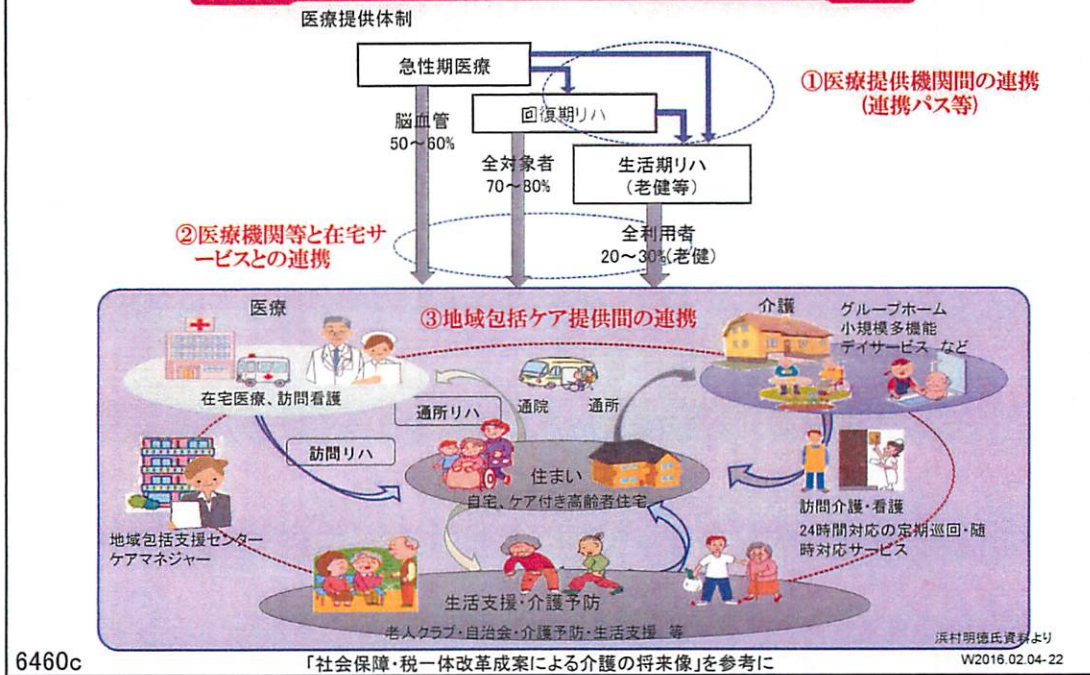 医療提供体制
急性期医療
①医療提供機関間の連携
(連携パス等)
回復期リハ
脳血管
50～60%
全対象者
70～80%
生活期リハ
(老健等)
②医療機関等と在宅サ
ービスとの連携
全利用者
20～30%(老健)
医療
③地域包括ケア提供間の連携
介護
グループホーム
小規模多機能
デイサービス など
在宅医療、訪問看護
通所リハ
通院
通所
訪問リハ
住まい
自宅、ケア付き高齢者住宅
訪問介護・看護
24時間対応の定期巡回・随
時対応サービス
地域包括支援センター
ケアマネジャー
生活支援・介護予防
老人クラブ・自治会・介護予防・生活支援 等
浜村明徳氏資料より
6460c
「社会保障・税一体改革成案による介護の将来像」を参考に
W2016.02.04-22